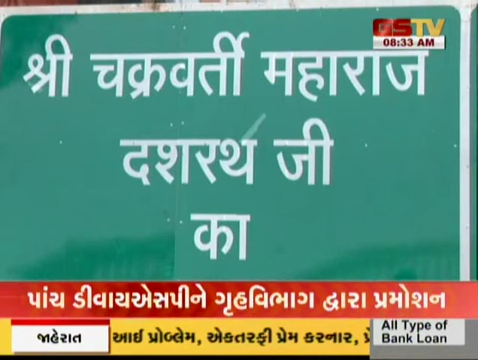 GSTV
08:33 AM
श्री चक्रवर्ती महाराज
दशरथ जी
का
પાંચ ડીવાયએસપીને ગૃહવિભાગ દ્વારા પ્રમોશન
જાહેરાત
આઈ પ્રોબ્લેમ, એકતરફી પ્રેમ કરનાર,
All Type of
Bank Loan